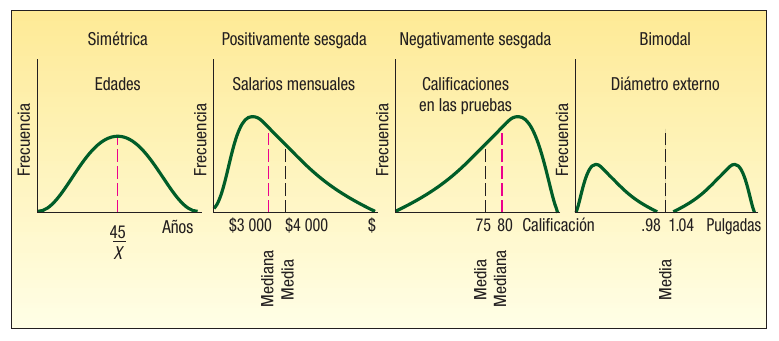 Simétrica
Edades
Frecuencia
45
X
Años
Positivamente sesgada
Salarios mensuales
Frecuencia
$3 000 $4 000 $
Mediana
Media
Negativamente sesgada
Calificaciones
en las pruebas
Frecuencia
75 80 Calificación
Media
Mediana
Bimodal
Diámetro externo
Frecuencia
.98 1.04 Pulgadas
Media